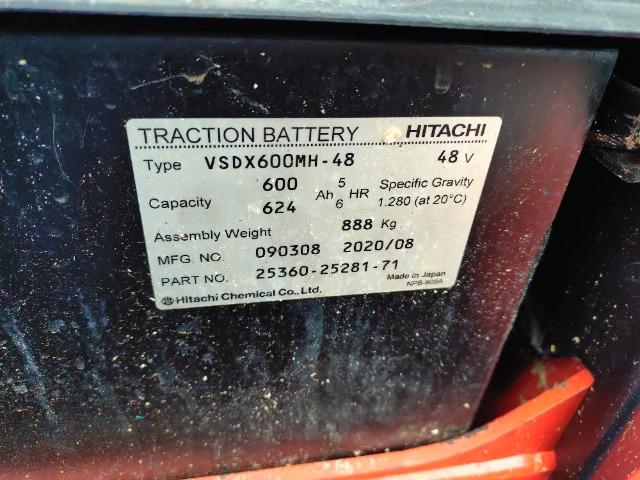 TRACTION BATTERY HITACHI
Type VSDX600MH-48 48 V
Capacity 600 Ah 5 HR Specific Gravity
624 6 1.280 (at 20°C)
Assembly Weight 888 Kg
MFG. NO. 090308 2020/08
PART NO. 25360-25281-71 Made in Japan
Hitachi Chemical Co., Ltd. NPB-908A